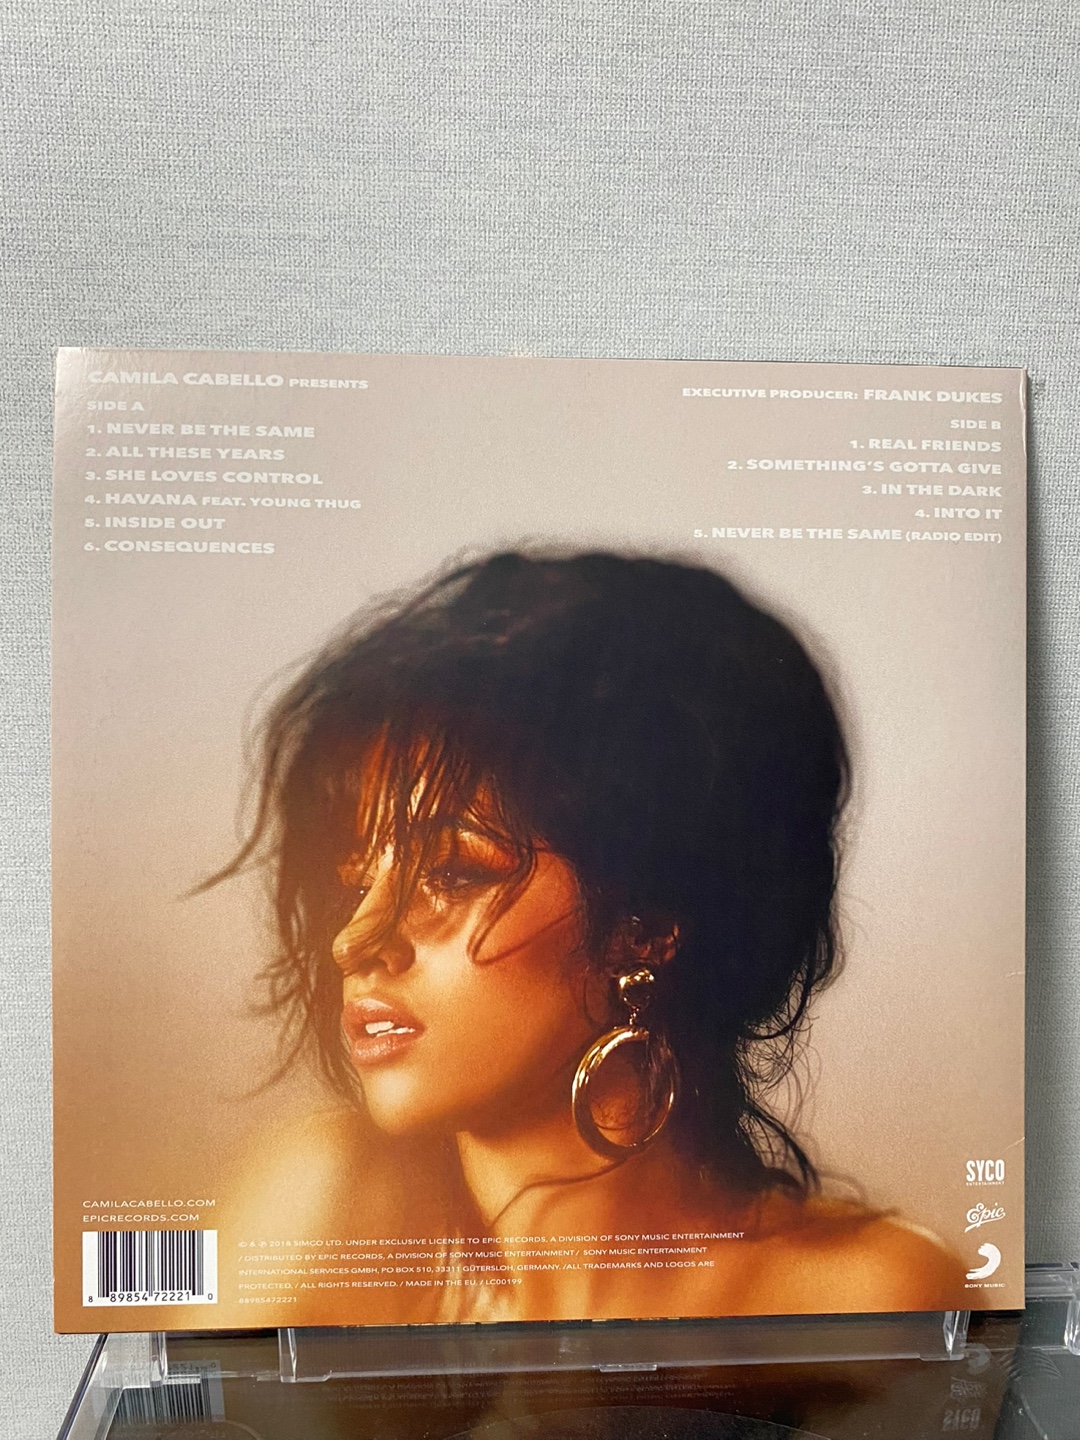 CAMILA CABELLO PRESENTS
SIDE A
1. NEVER BE THE SAME
2. ALL THESE YEARS
3. SHE LOVES CONTROL
4. HAVANA FEAT. YOUNG THUG
5. INSIDE OUT
6. CONSEQUENCES
EXECUTIVE PRODUCER: FRANK DUKES
SIDE B
1. REAL FRIENDS
2. SOMETHING'S GOTTA GIVE
3. IN THE DARK
4. INTO IT
5. NEVER BE THE SAME (RADIO EDIT)
CAMILACABELLO.COM
EPICRECORDS.COM
8 89854 72221 0
© & ℗ 2018 SIMCO LTD. UNDER EXCLUSIVE LICENSE TO EPIC RECORDS, A DIVISION OF SONY MUSIC ENTERTAINMENT
/ DISTRIBUTED BY EPIC RECORDS, A DIVISION OF SONY MUSIC ENTERTAINMENT / SONY MUSIC ENTERTAINMENT
INTERNATIONAL SERVICES GMBH, PO BOX 510, 33311 GÜTERSLOH, GERMANY. /ALL TRADEMARKS AND LOGOS ARE
PROTECTED. / ALL RIGHTS RESERVED. / MADE IN THE EU. / LC00199
88985472221
SYCO
ENTERTAINMENT
Epic
SONY MUSIC